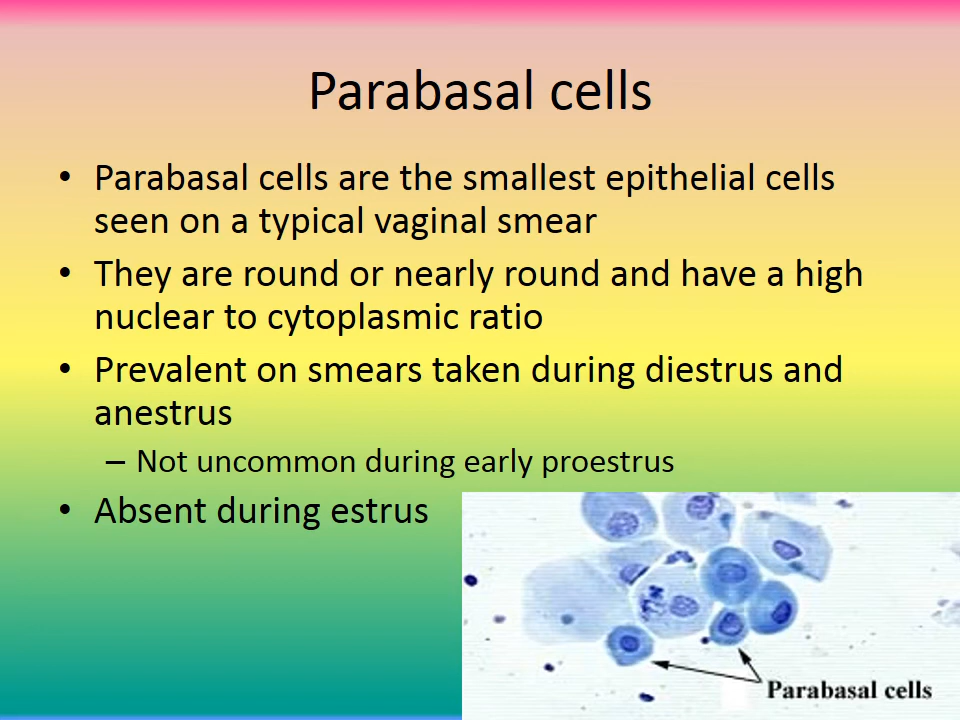 Parabasal cells
• Parabasal cells are the smallest epithelial cells
seen on a typical vaginal smear
• They are round or nearly round and have a high
nuclear to cytoplasmic ratio
• Prevalent on smears taken during diestrus and
anestrus
– Not uncommon during early proestrus
• Absent during estrus
Parabasal cells